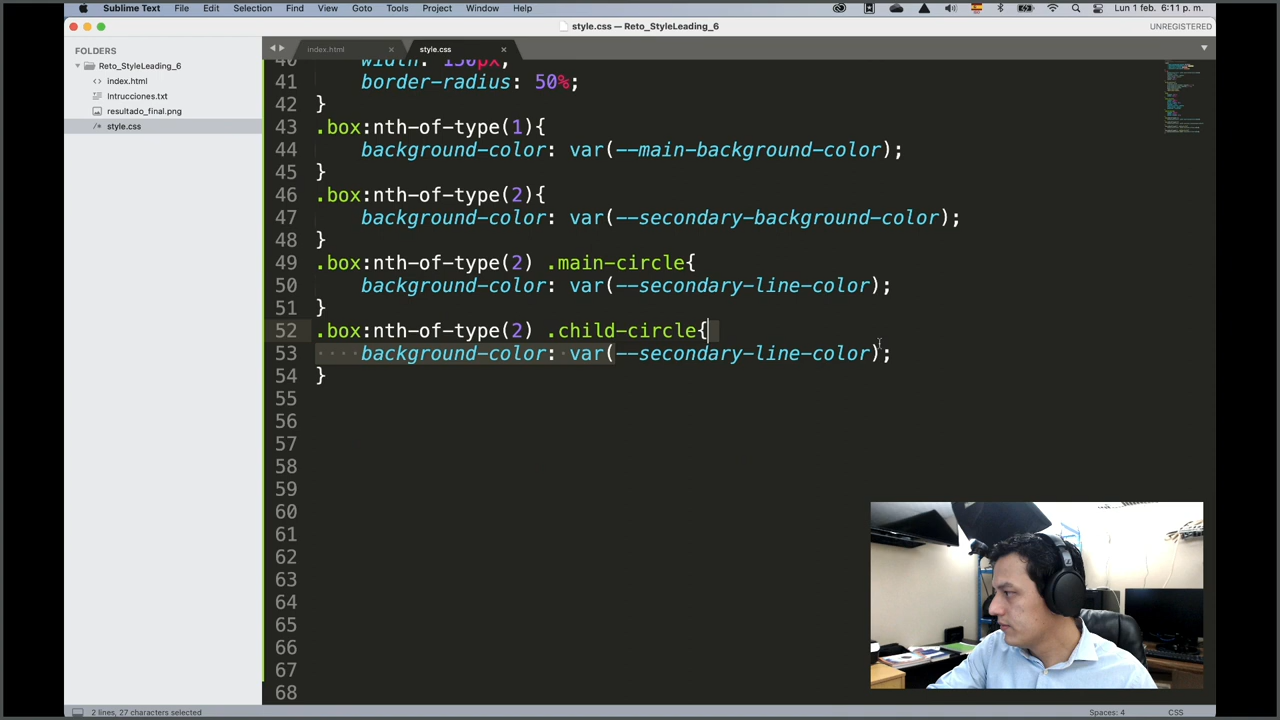 Sublime Text File Edit Selection Find View Goto Tools Project Window Help Lun 1 feb. 6:11 p. m.
style.css — Reto_StyleLeading_6 UNREGISTERED
FOLDERS
Reto_StyleLeading_6
<> index.html
Intrucciones.txt
resultado_final.png
/* style.css
index.html × style.css ×
40 width: 150px;
41 border-radius: 50%;
42 }
43 .box:nth-of-type(1){
44 background-color: var(--main-background-color);
45 }
46 .box:nth-of-type(2){
47 background-color: var(--secondary-background-color);
48 }
49 .box:nth-of-type(2) .main-circle{
50 background-color: var(--secondary-line-color);
51 }
52 .box:nth-of-type(2) .child-circle{
53 background-color: var(--secondary-line-color);
54 }
55
56
57
58
59
60
61
62
63
64
65
66
67
68
2 lines, 27 characters selected Spaces: 4 CSS